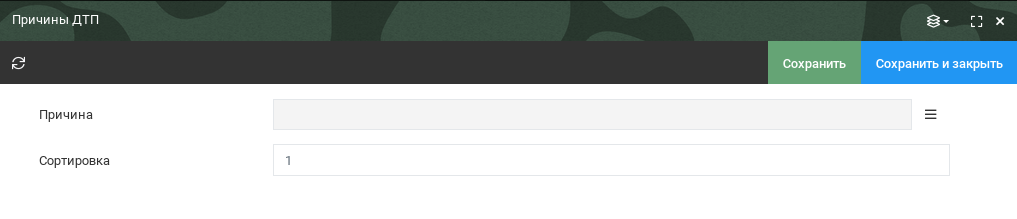 Причины ДТП
Сохранить
Сохранить и закрыть
Причина
Сортировка
1